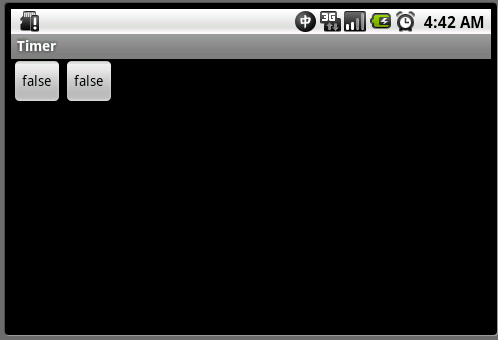 中 3G 4:42 AM
Timer
false false